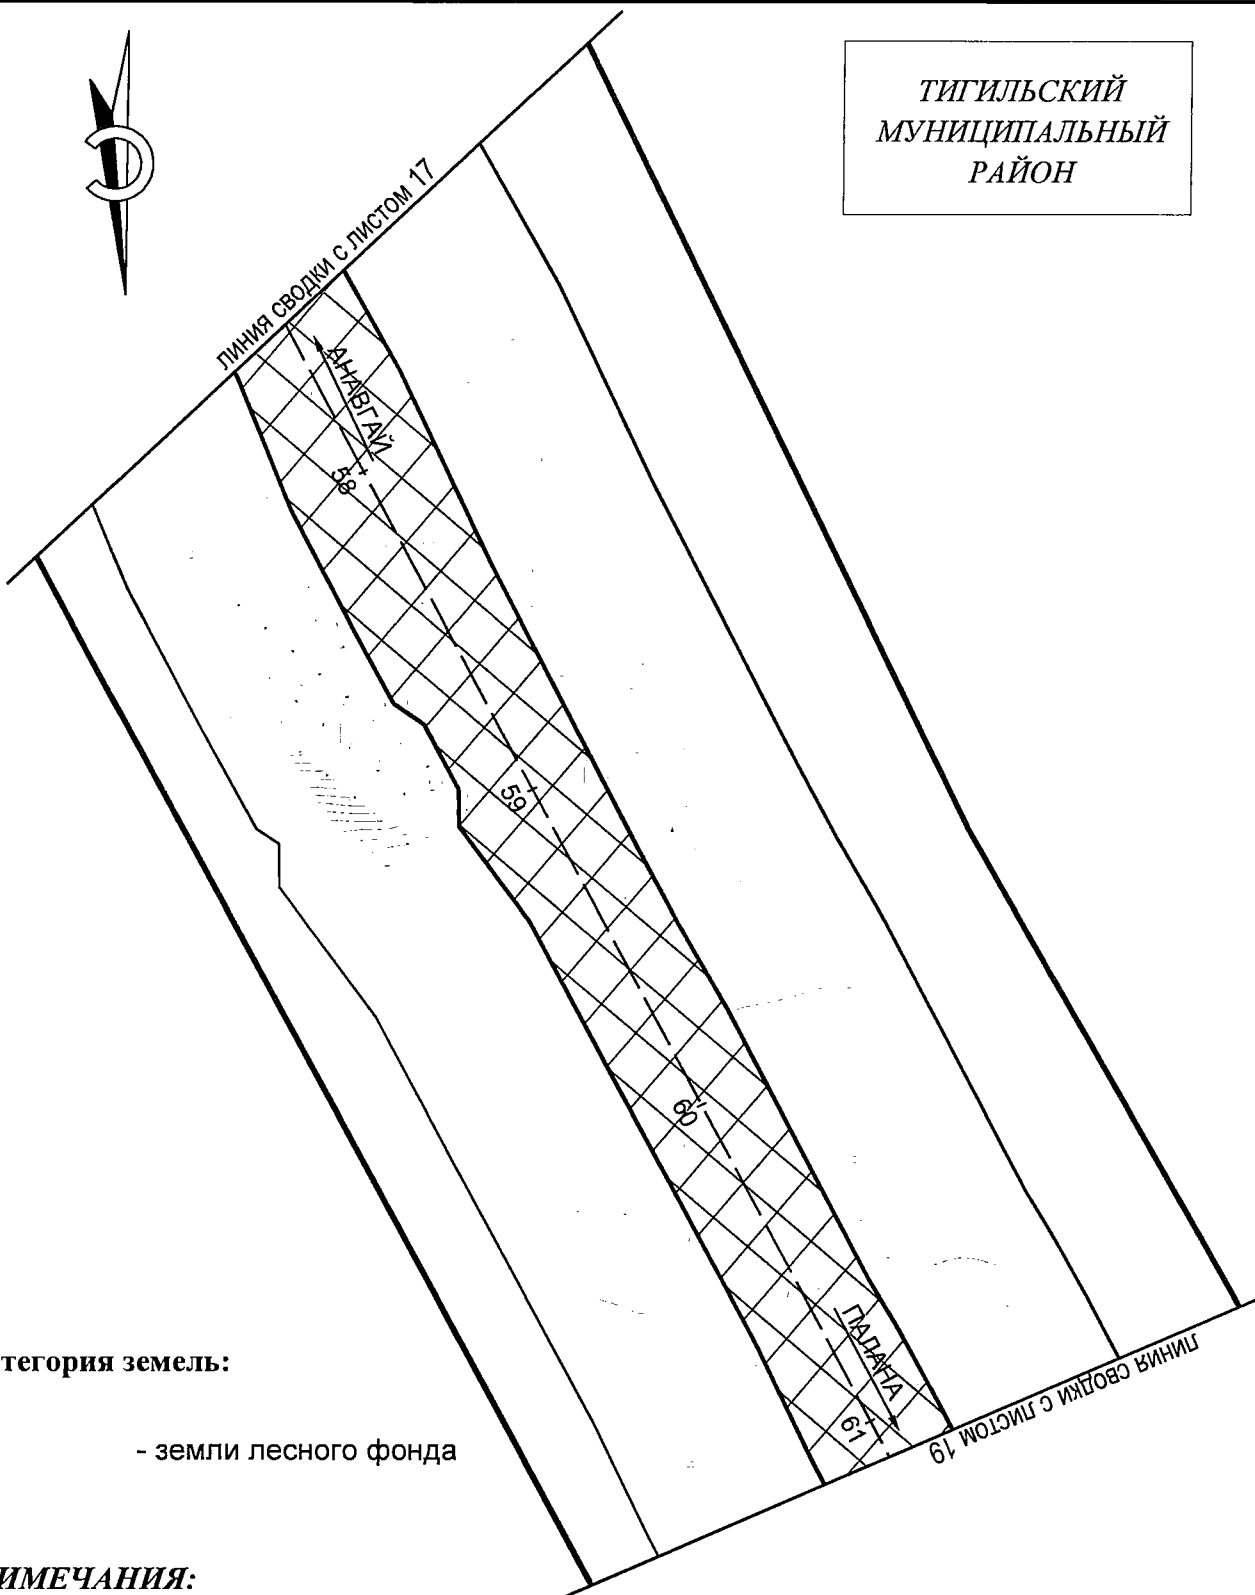 ТИГИЛЬСКИЙ
МУНИЦИПАЛЬНЫЙ
РАЙОН
С
ЛИНИЯ СВОДКИ С ЛИСТОМ 17
АНАВГАЙ
58
59
60
ПАЛАНА
61
ЛИНИЯ СВОДКИ С ЛИСТОМ 19
тегория земель:
- земли лесного фонда
ИМЕЧАНИЯ: